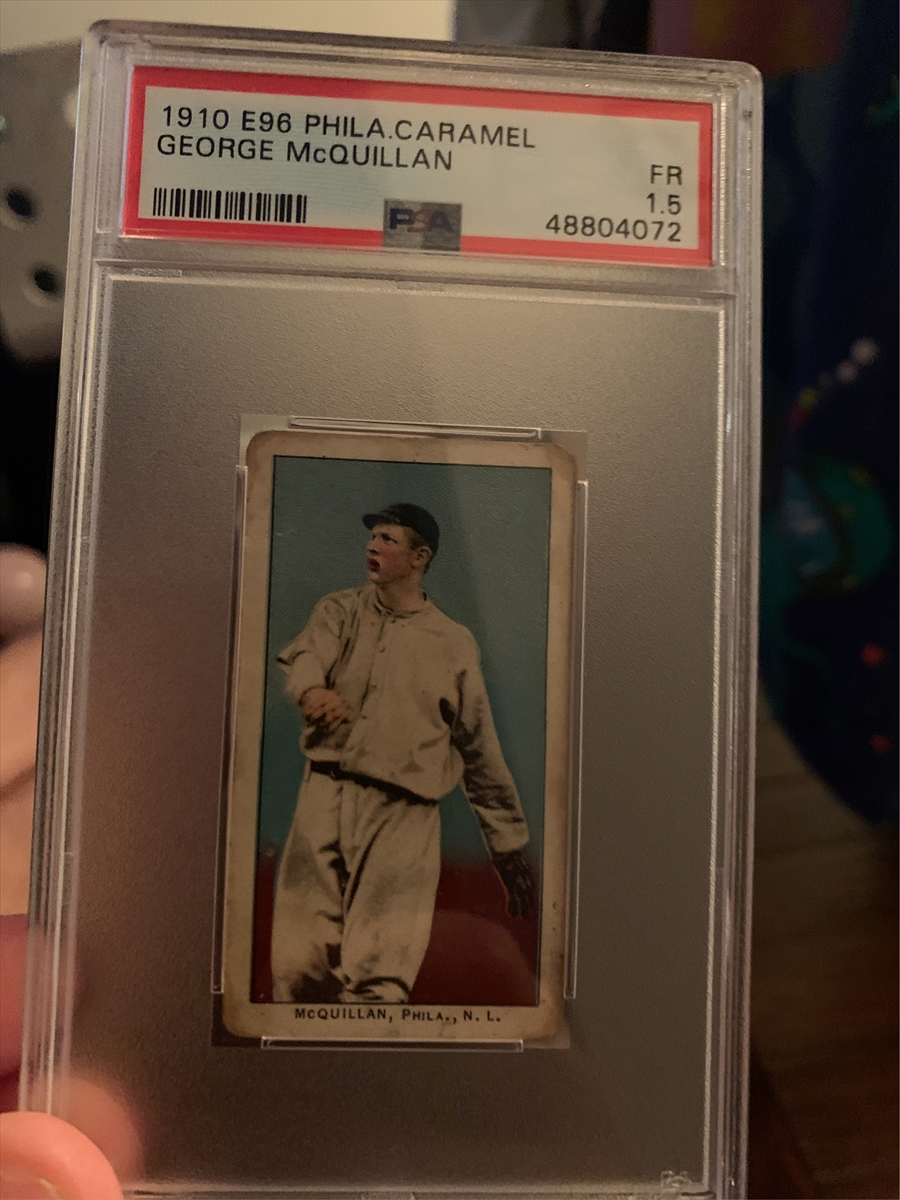 1910 E96 PHILA.CARAMEL
GEORGE McQUILLAN
FR
1.5
PSA
48804072
McQUILLAN, PHILA., N. L.